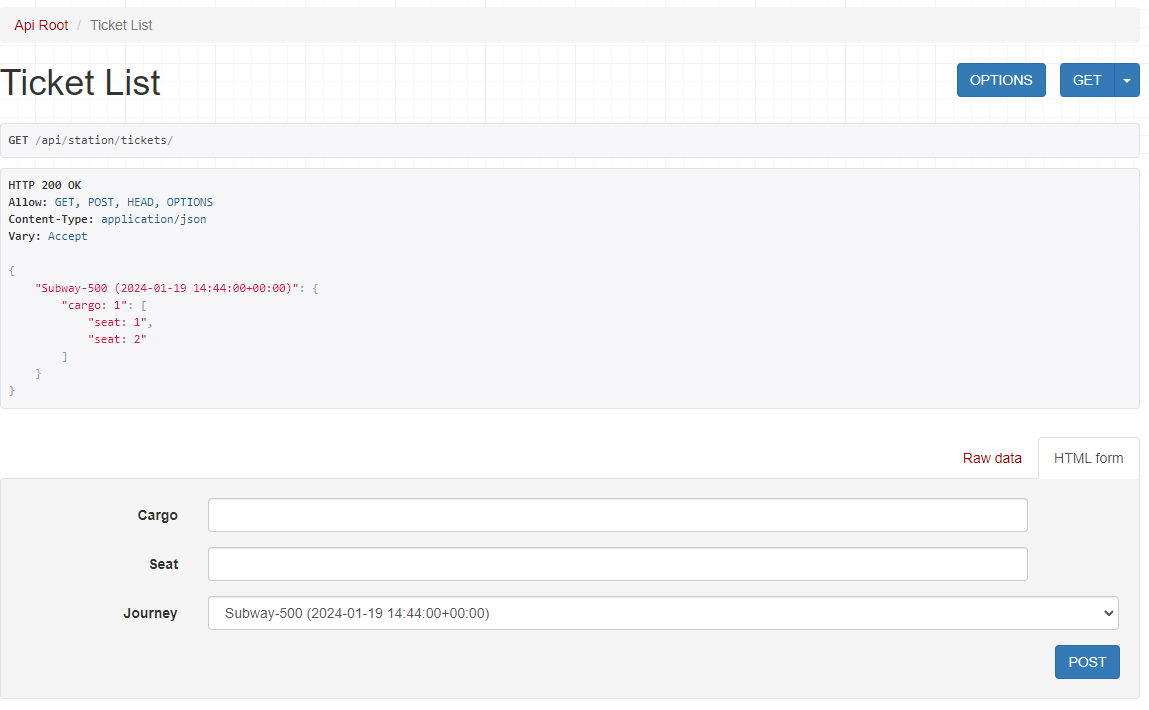 Api Root / Ticket List
Ticket List
OPTIONS
GET
GET /api/station/tickets/
HTTP 200 OK
Allow: GET, POST, HEAD, OPTIONS
Content-Type: application/json
Vary: Accept
{
    "Subway-500 (2024-01-19 14:44:00+00:00)": {
        "cargo: 1": [
            "seat: 1",
            "seat: 2"
        ]
    }
}
Raw data
HTML form
Cargo
Seat
Journey
Subway-500 (2024-01-19 14:44:00+00:00)
POST